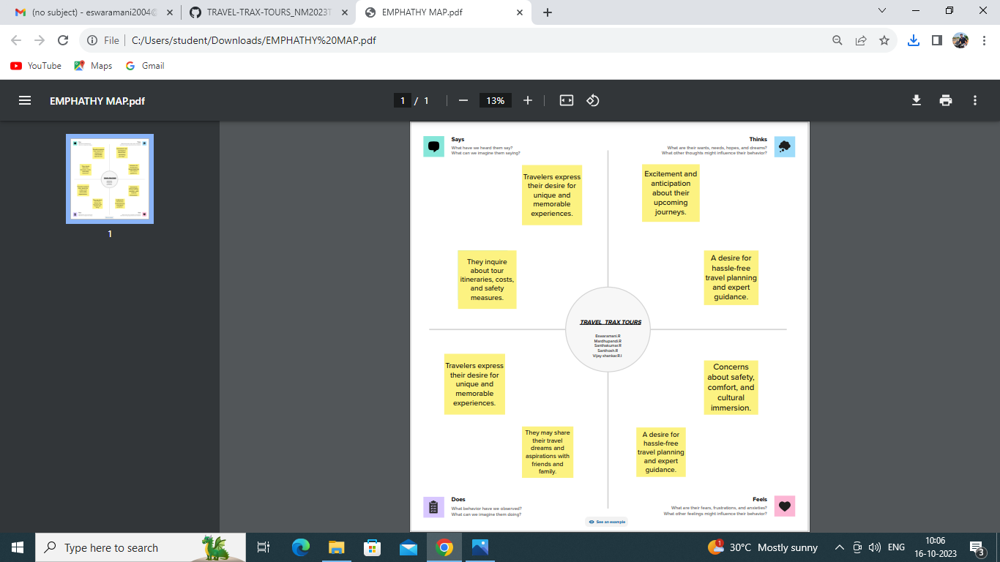 (no subject) - eswaramani2004@
TRAVEL-TRAX-TOURS_NM2023T
EMPHATHY MAP.pdf
File
C:/Users/student/Downloads/EMPHATHY%20MAP.pdf
YouTube
Maps
Gmail
EMPHATHY MAP.pdf
1 / 1
13%
1
Says
What have we heard them say?
What can we imagine them saying?
Thinks
What are their wants, needs, hopes, and dreams?
What other thoughts might influence their behavior?
Travelers express
their desire for
unique and
memorable
experiences.
Excitement and
anticipation
about their
upcoming
journeys.
They inquire
about tour
itineraries, costs,
and safety
measures.
A desire for
hassle-free
travel planning
and expert
guidance.
TRAVEL TRAX TOURS
Eswaramani.R
Mardhupandi.R
Santhakumar.R
Santhosh.R
Vijay shankar.R.I
Travelers express
their desire for
unique and
memorable
experiences.
Concerns
about safety,
comfort, and
cultural
immersion.
They may share
their travel
dreams and
aspirations with
friends and
family.
A desire for
hassle-free
travel planning
and expert
guidance.
Does
What behavior have we observed?
What can we imagine them doing?
Feels
What are their fears, frustrations, and anxieties?
What other feelings might influence their behavior?
See an example
Type here to search
1
30°C Mostly sunny
ENG
10:06
16-10-2023
3